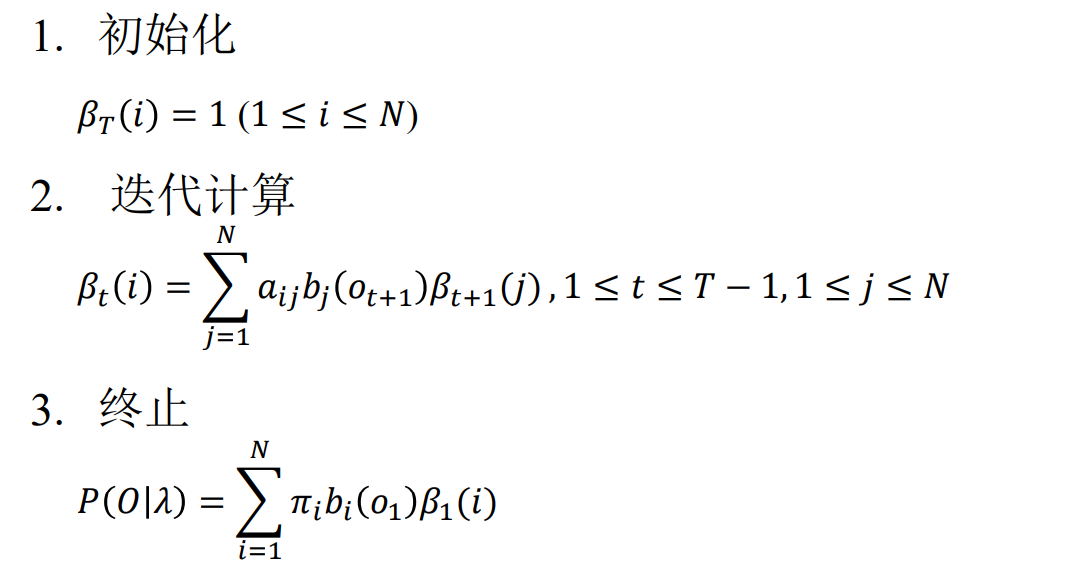 1. 初始化
β_T(i) = 1 (1 ≤ i ≤ N)
2. 迭代计算
β_t(i) = ∑_{j=1}^{N} a_{ij}b_j(o_{t+1})β_{t+1}(j), 1 ≤ t ≤ T − 1, 1 ≤ j ≤ N
3. 终止
P(O|λ) = ∑_{i=1}^{N} π_i b_i(o_1)β_1(i)